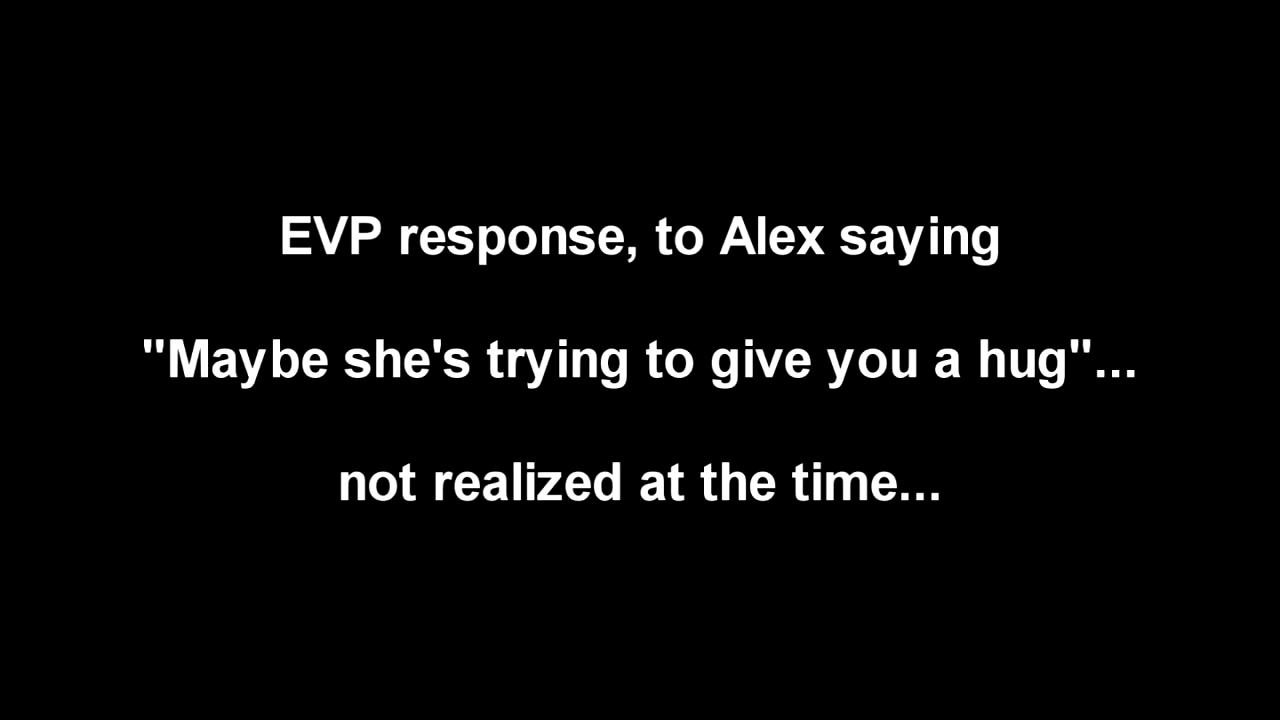 EVP response, to Alex saying
"Maybe she's trying to give you a hug"...
not realized at the time...